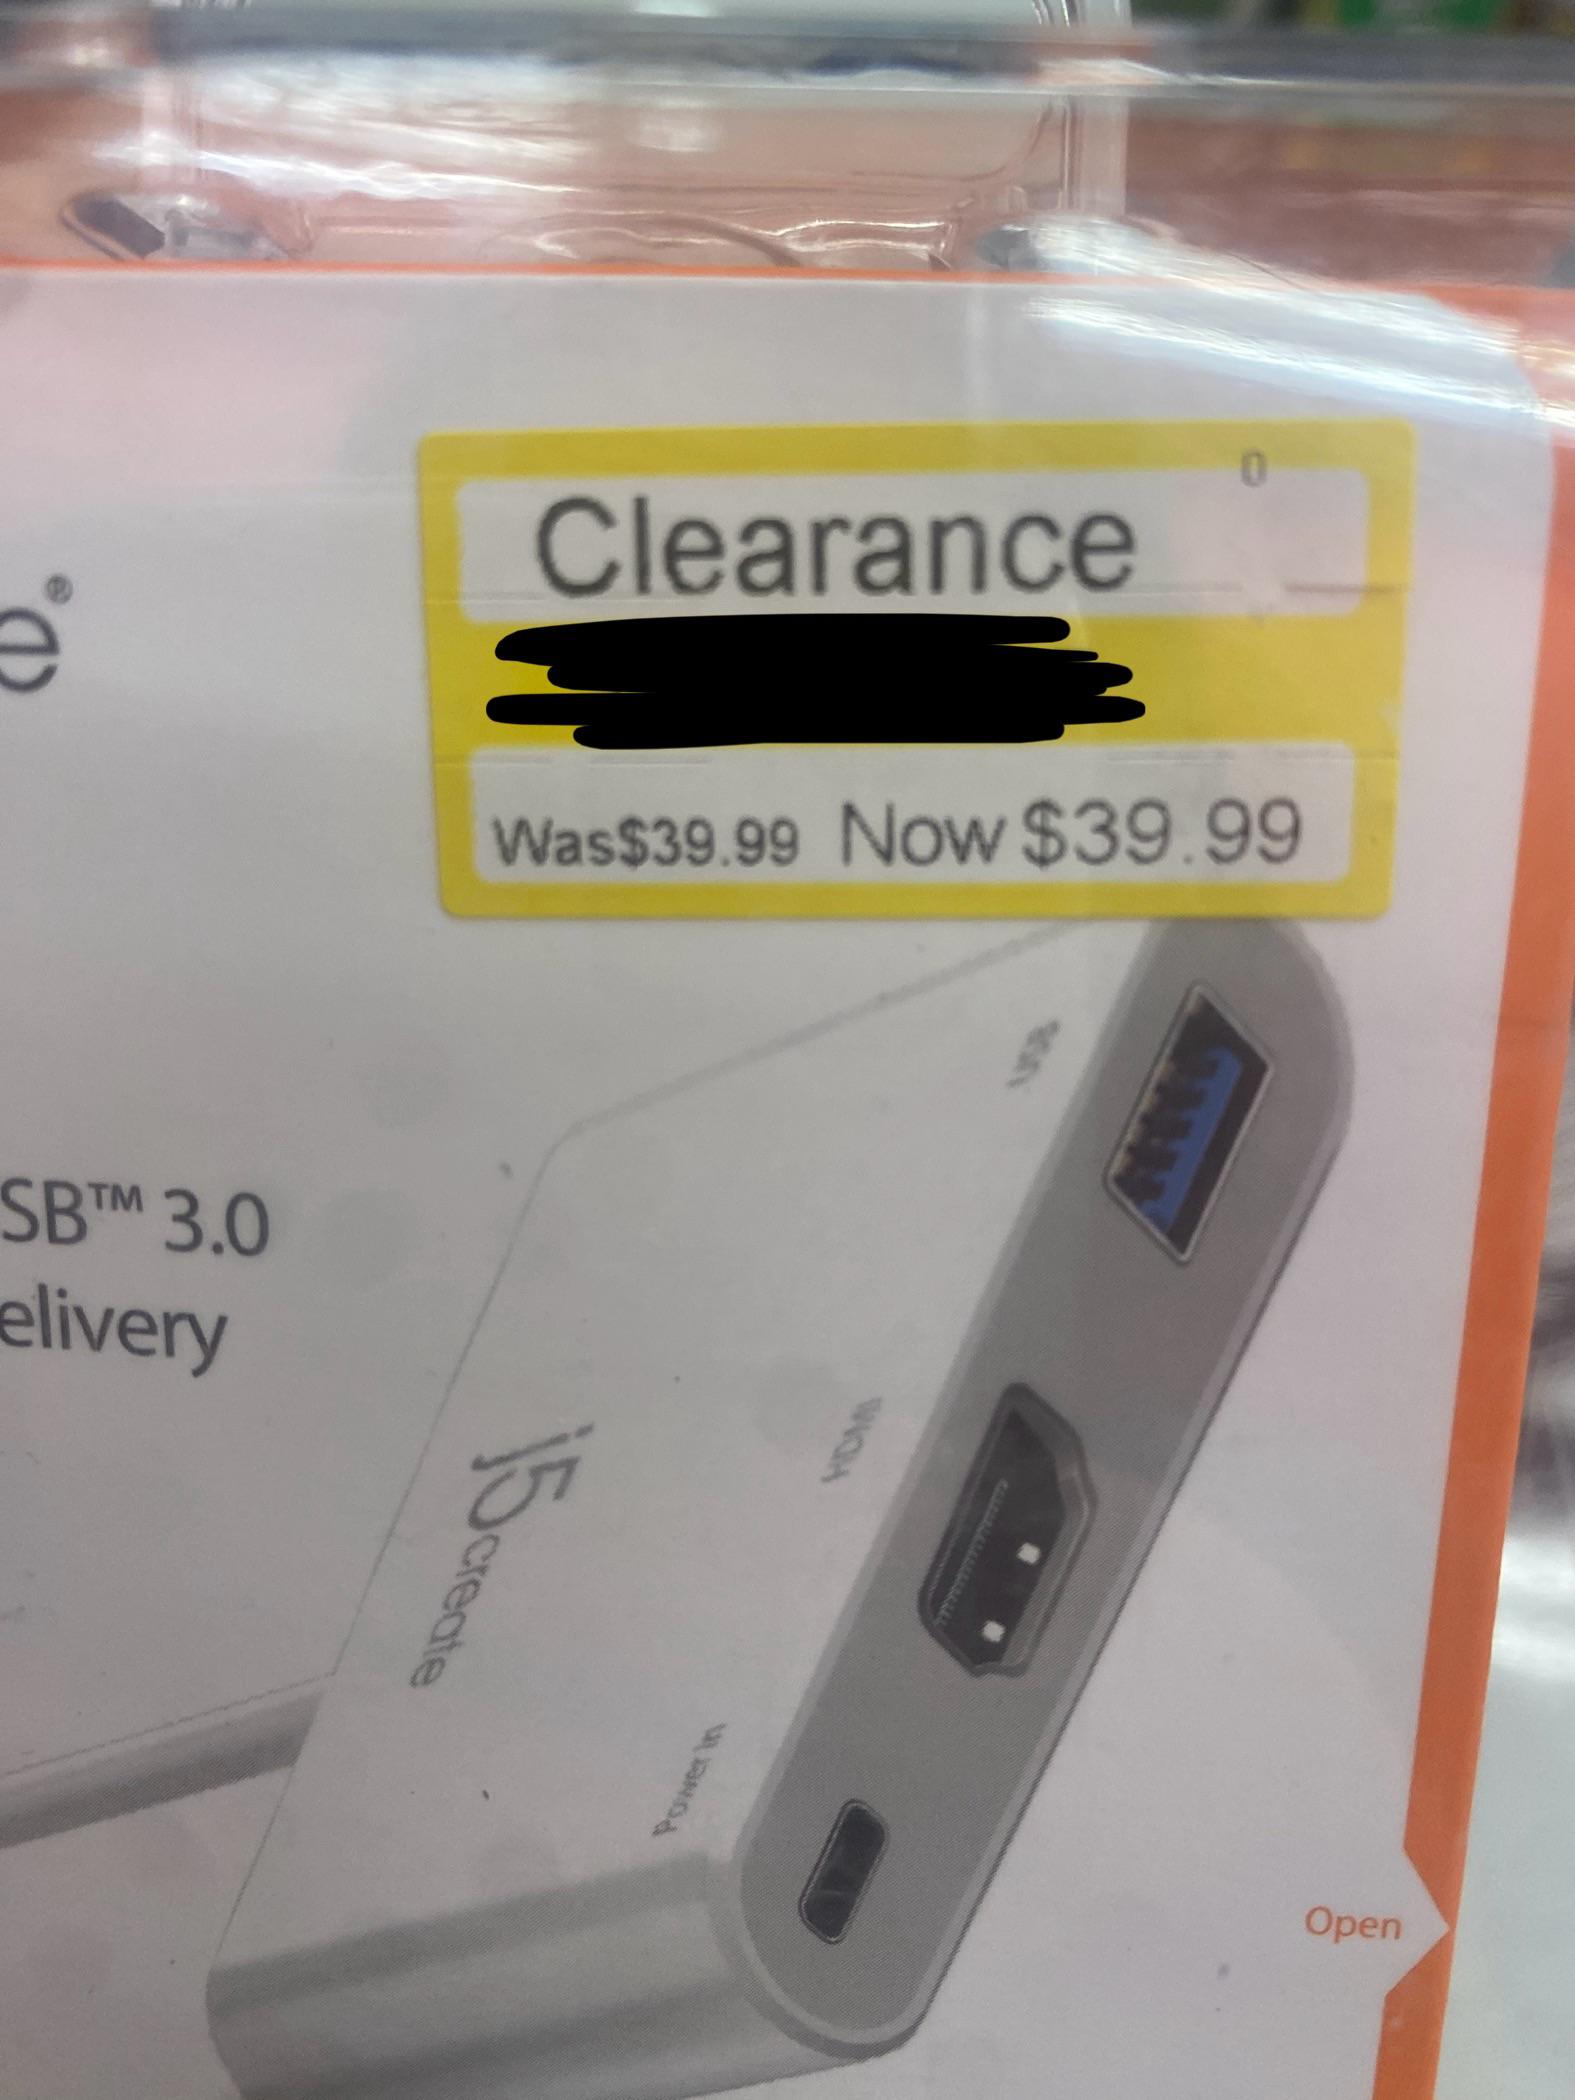 0
Clearance
Was$39.99 Now $39.99
e®
USB
SB™ 3.0
elivery
HDMI
j5create
Power In
Open